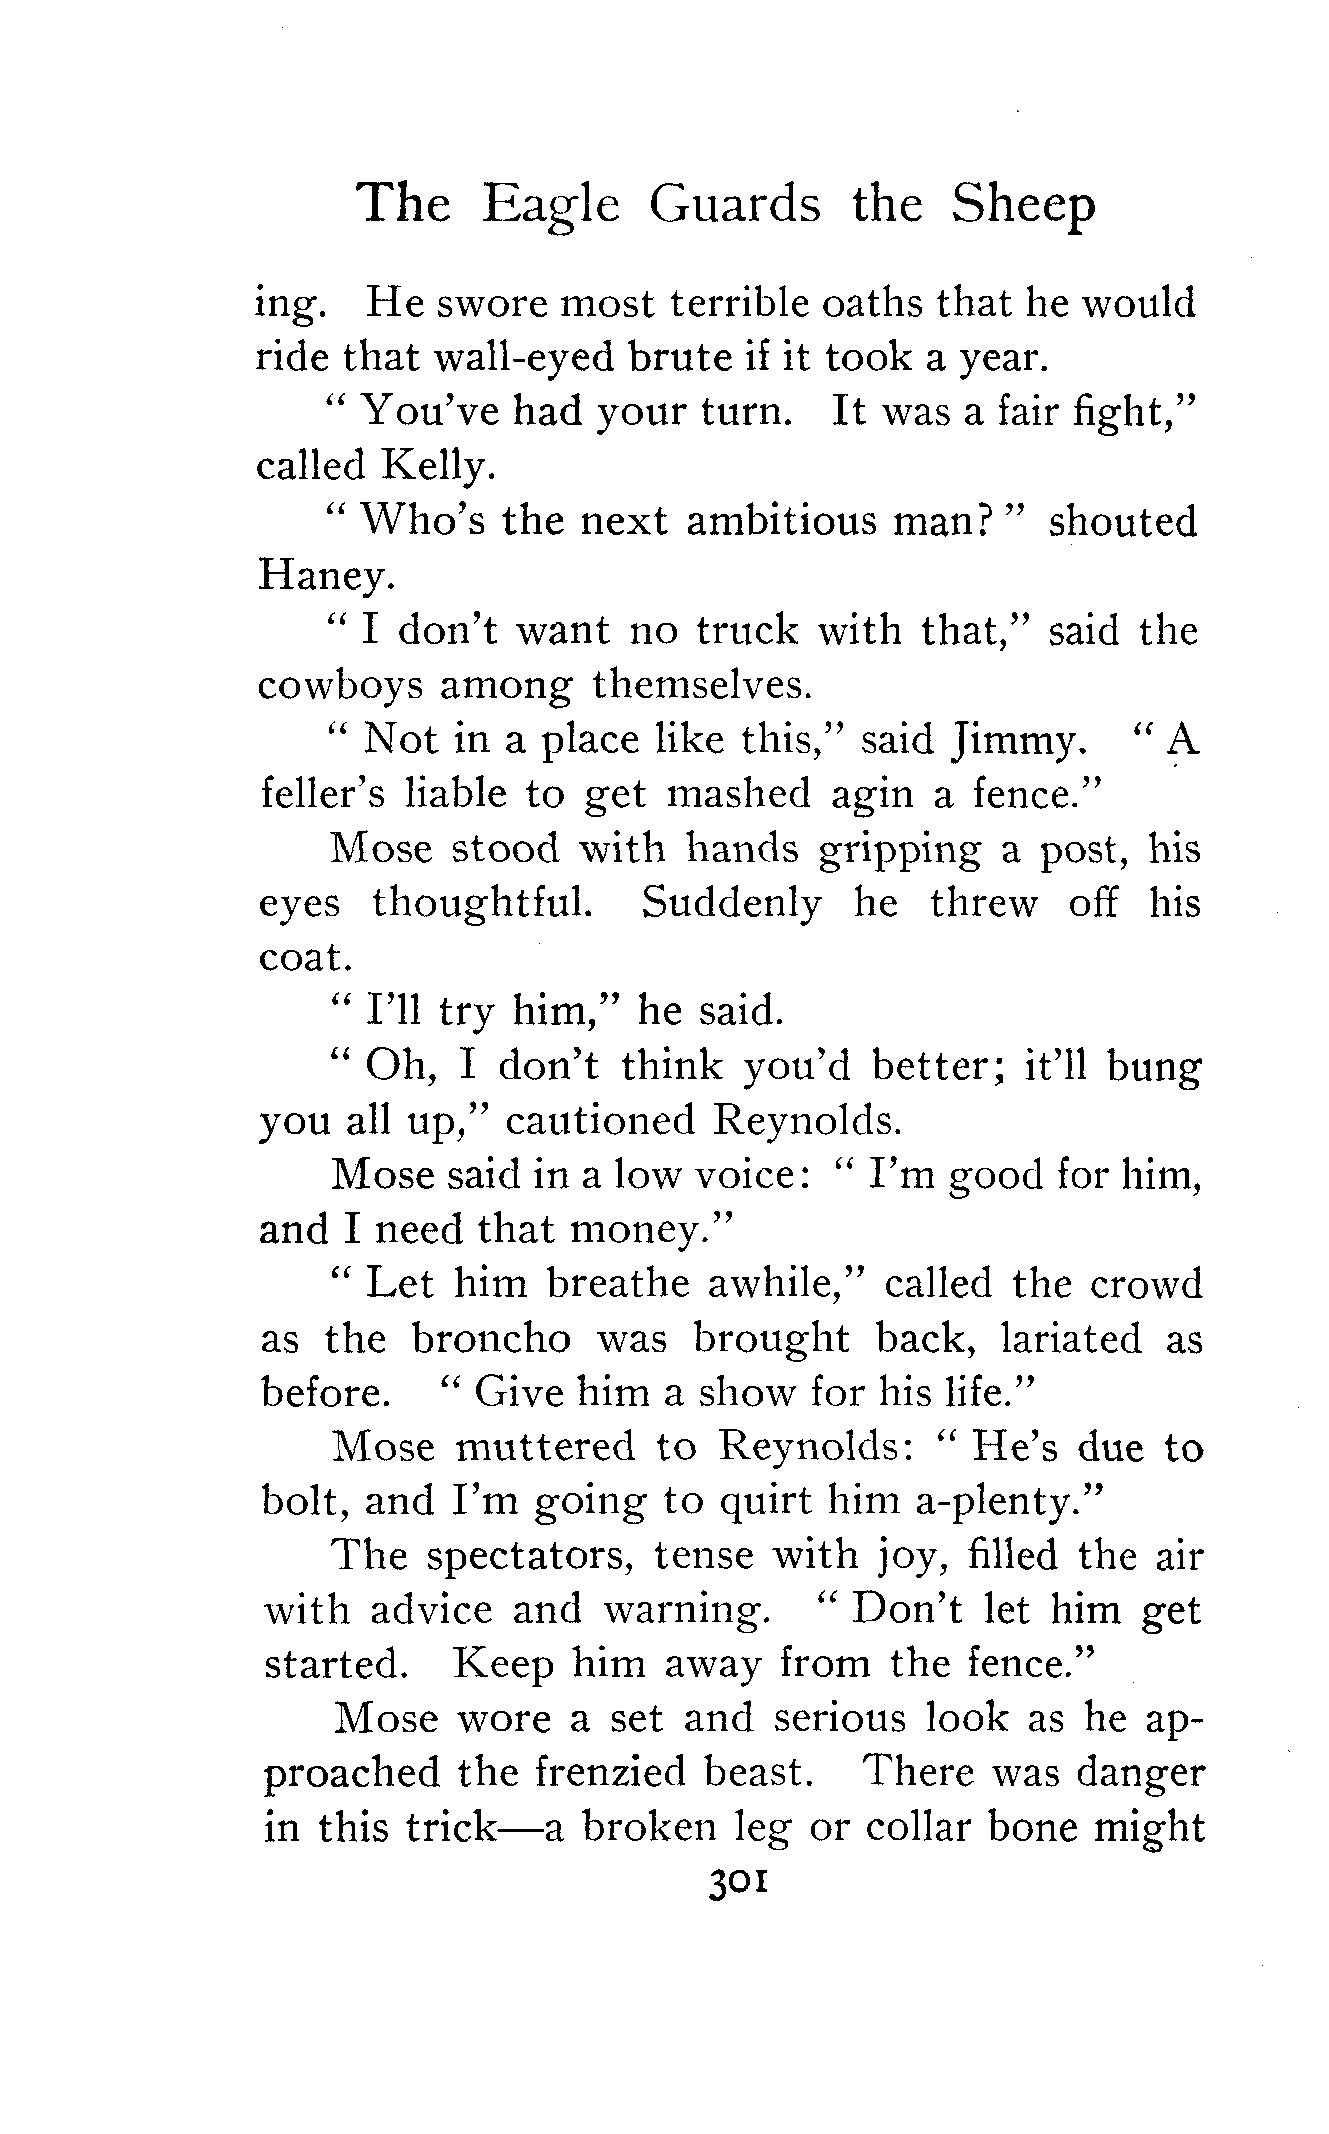 The Eagle Guards the Sheep
ing. He swore most terrible oaths that he would
ride that wall-eyed brute if it took a year.
" You've had your turn. It was a fair fight,"
called Kelly.
" Who's the next ambitious man? " shouted
Haney.
" I don't want no truck with that," said the
cowboys among themselves.
" Not in a place like this," said Jimmy. " A
feller's liable to get mashed agin a fence."
Mose stood with hands gripping a post, his
eyes thoughtful. Suddenly he threw off his
coat.
" I'll try him," he said.
" Oh, I don't think you'd better; it'll bung
you all up," cautioned Reynolds.
Mose said in a low voice: " I'm good for him,
and I need that money."
" Let him breathe awhile," called the crowd
as the broncho was brought back, lariated as
before. " Give him a show for his life."
Mose muttered to Reynolds: " He's due to
bolt, and I'm going to quirt him a-plenty."
The spectators, tense with joy, filled the air
with advice and warning. " Don't let him get
started. Keep him away from the fence."
Mose wore a set and serious look as he ap-
proached the frenzied beast. There was danger
in this trick—a broken leg or collar bone might
301